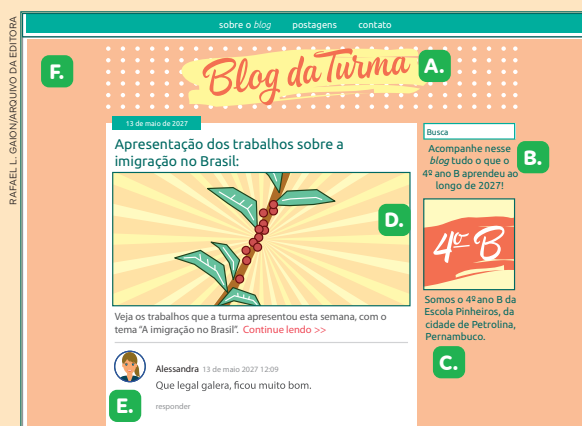 RAFAEL L. GAION/ARQUIVO DA EDITORA
sobre o blog postagens contato
F.
Blog da Turma
A.
13 de maio de 2027
Apresentação dos trabalhos sobre a
imigração no Brasil:
D.
Veja os trabalhos que a turma apresentou esta semana, com o
tema “A imigração no Brasil”. Continue lendo >>
Alessandra 13 de maio 2027 12:09
Que legal galera, ficou muito bom.
E.
responder
Busca
Acompanhe nesse
blog tudo o que o
4º ano B aprendeu ao
longo de 2027!
B.
4º B
Somos o 4º ano B da
Escola Pinheiros, da
cidade de Petrolina,
Pernambuco.
C.